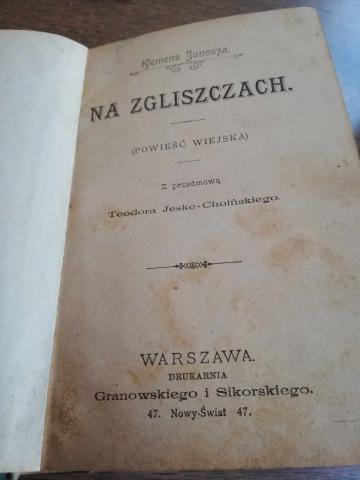 Klemens Junosza.
NA ZGLISZCZACH.
(POWIEŚĆ WIEJSKA)
Z przedmową
Teodora Jeske-Choińskiego.
WARSZAWA.
DRUKARNIA
Granowskiego i Sikorskiego.
47. Nowy-Świat 47.